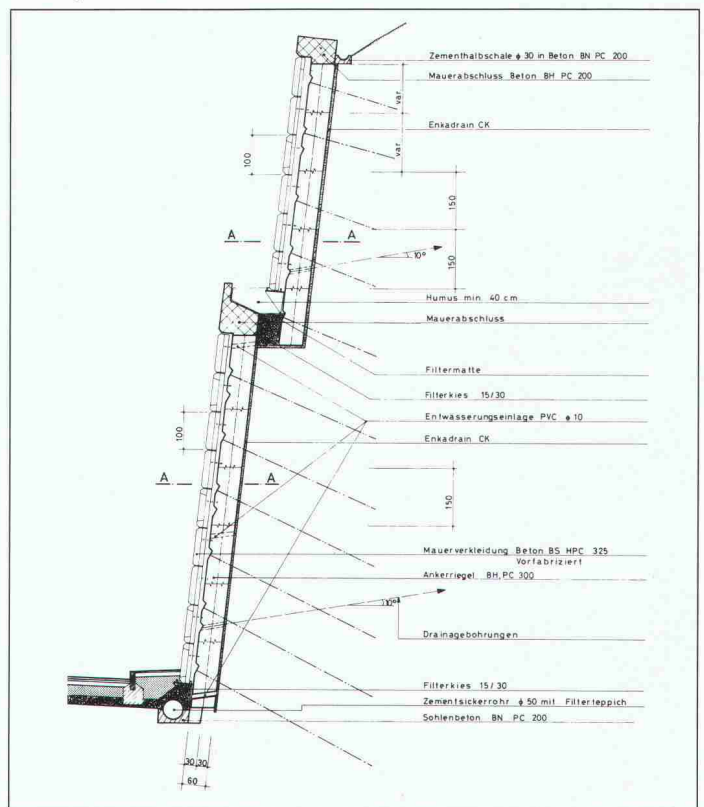 Zementhalbschale ϕ 30 in Beton BN PC 200
Mauerabschluss Beton BH PC 200
var.
Enkadrain CK
var.
100
150
A A
10°
150
Humus min. 40 cm
Mauerabschluss
Filtermatte
Filterkies 15/30
Entwässerungseinlage PVC ϕ 10
100
Enkadrain CK
A A
150
Mauerverkleidung Beton BS HPC 325
Vorfabriziert
Ankerriegel BH, PC 300
10°
Drainagebohrungen
Filterkies 15/30
Zementsickerrohr ϕ 50 mit Filterteppich
Sohlenbeton BN PC 200
30 30
60